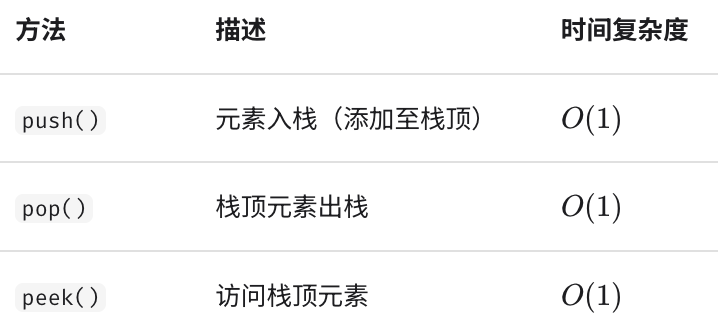 方法 描述 时间复杂度
push() 元素入栈（添加至栈顶） O(1)
pop() 栈顶元素出栈 O(1)
peek() 访问栈顶元素 O(1)